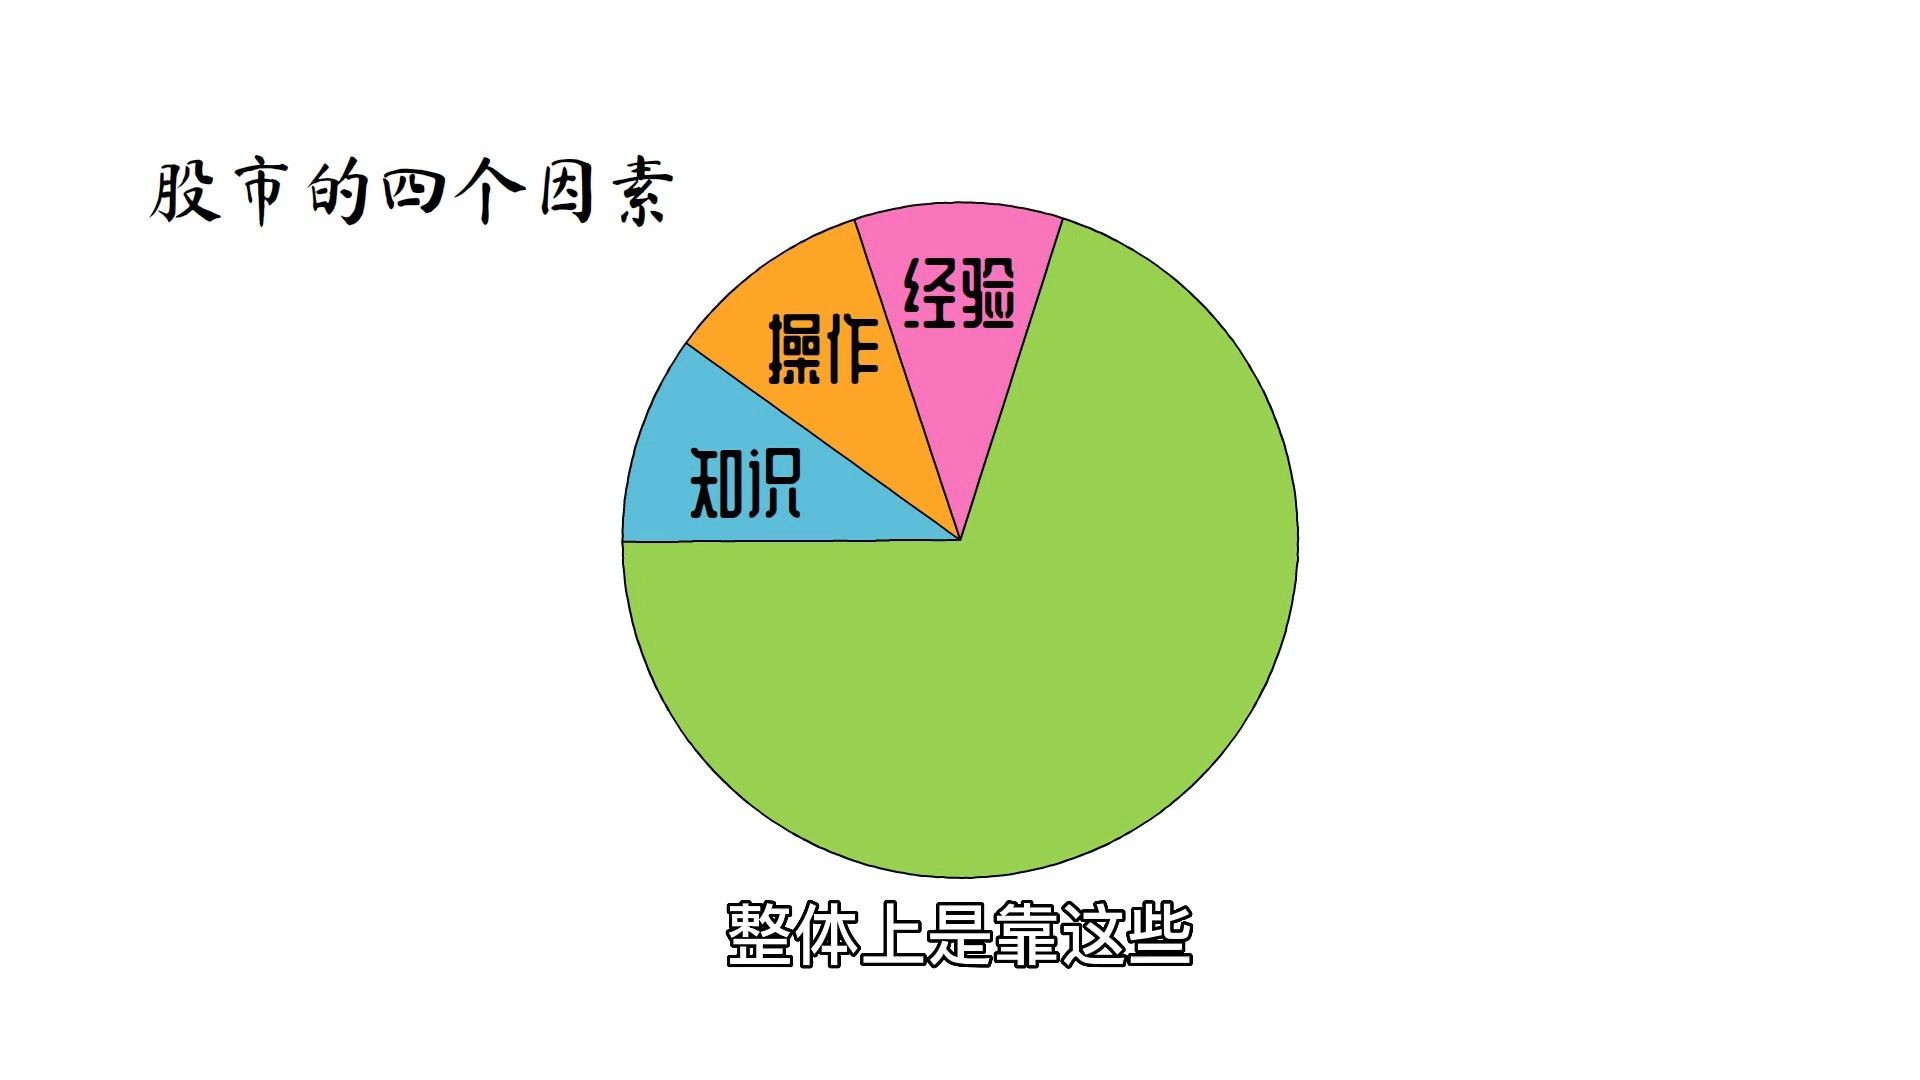 股市的四个因素
经验
操作
知识
整体上是靠这些